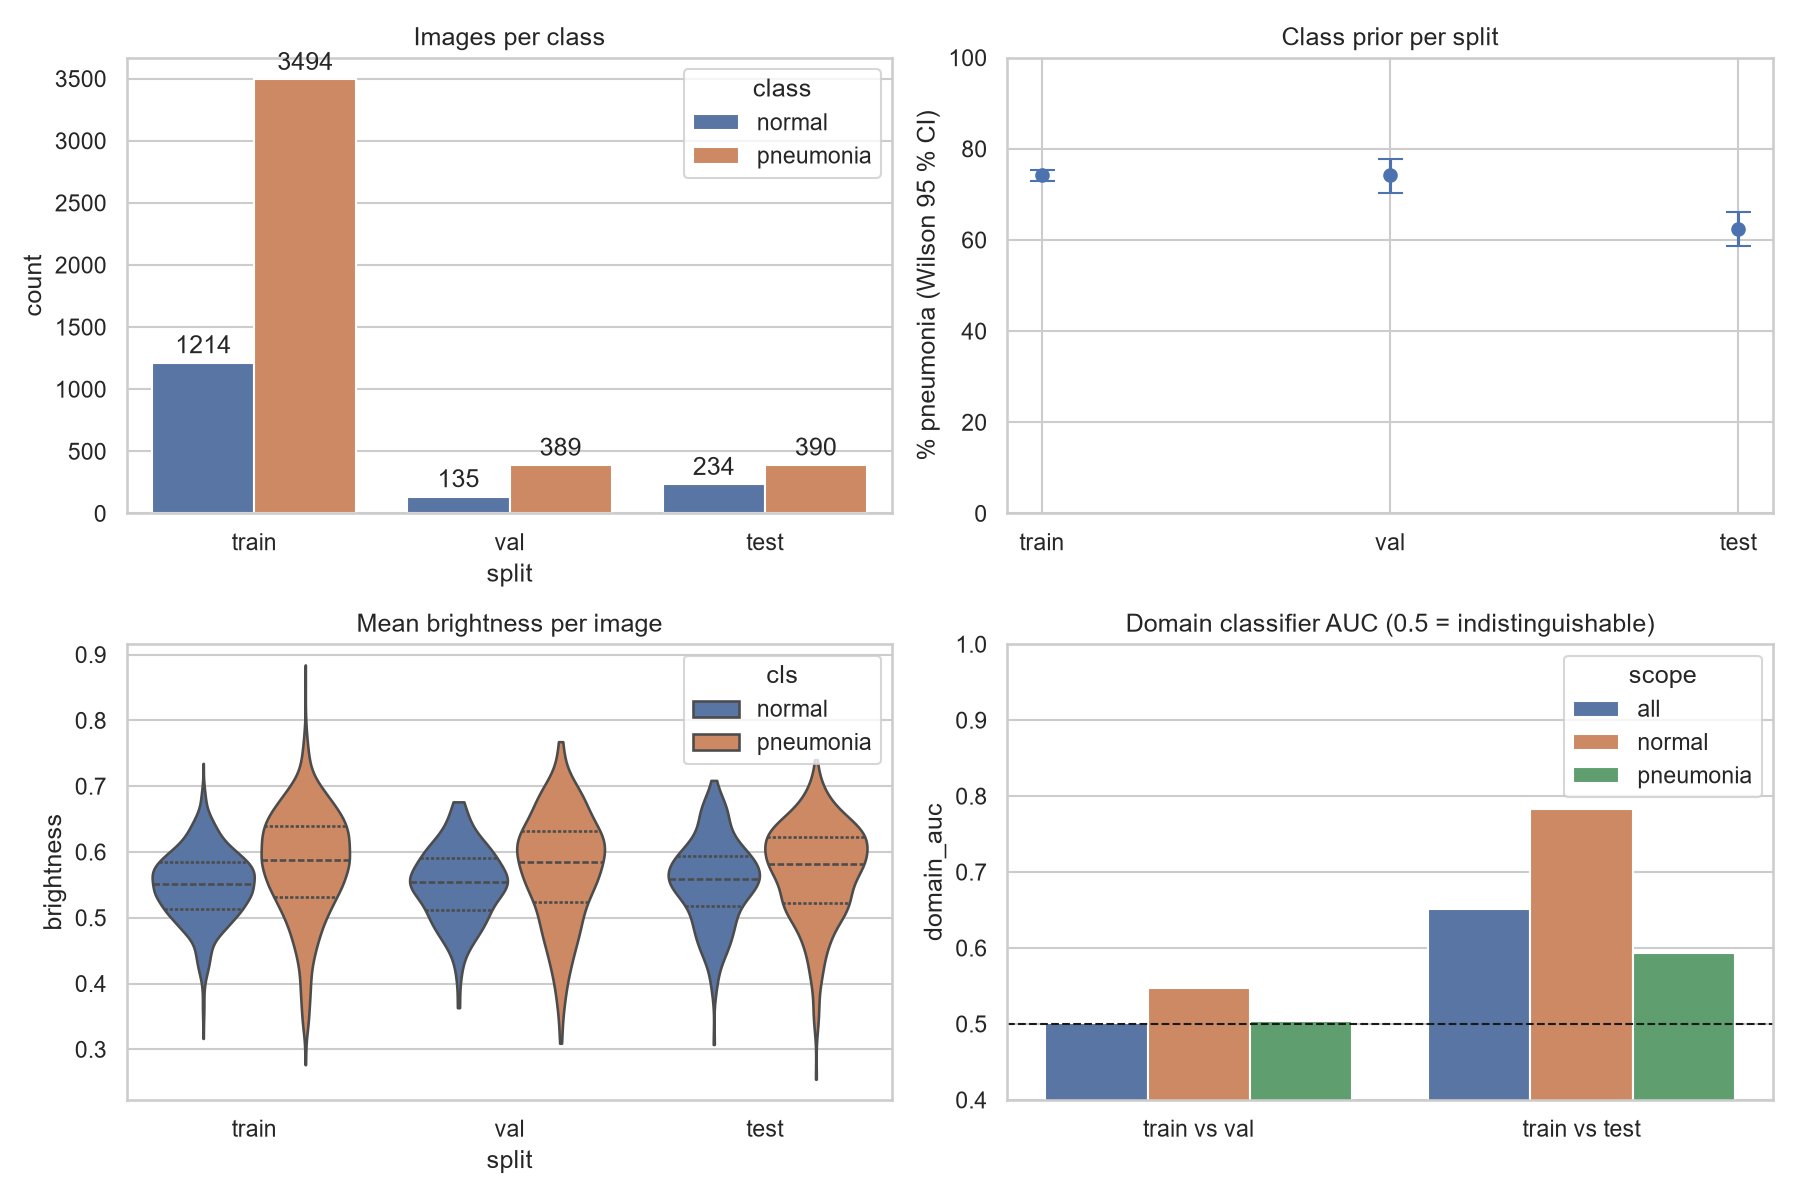 Images per class
3500
3000
2500
2000
1500
1000
500
0
count
3494
1214
135
389
234
390
class
normal
pneumonia
train
val
test
split
Class prior per split
100
80
60
40
20
0
% pneumonia (Wilson 95 % CI)
train
val
test
Mean brightness per image
0.9
0.8
0.7
0.6
0.5
0.4
0.3
brightness
cls
normal
pneumonia
train
val
test
split
Domain classifier AUC (0.5 = indistinguishable)
1.0
0.9
0.8
0.7
0.6
0.5
0.4
domain_auc
scope
all
normal
pneumonia
train vs val
train vs test